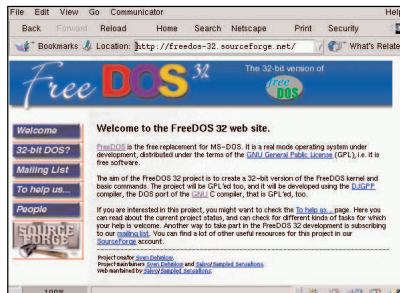 File Edit View Go Communicator Help
Back Forward Reload Home Search Netscape Print Security
Bookmarks Location: http://freedos-32.sourceforge.net/ What's Relate
Free DOS 32
The 32-bit version of
free DOS
Welcome
32-bit DOS?
Mailing List
To help us...
People
SOURCE FORGE
Welcome to the FreeDOS 32 web site.
FreeDOS is the free replacement for MS-DOS. It is a real mode operating system under
development, distributed under the terms of the GNU General Public License (GPL), i.e. it is
free software.
The aim of the FreeDOS 32 project is to create a 32-bit version of the FreeDOS kernel and
basic commands. The project will be GPL'ed too, and it will be developed using the DJGPP
compiler, the DOS port of the GNU C compiler, that is GPL'ed, too.
If you are interested in this project, you might want to check the To help us... page. Here you
can read about the current project status, and can check for different kinds of tasks for which
your help is welcome. Another way to take part in the FreeDOS 32 development is subscribing
to our mailing list. You can find a lot of other useful resources for this project in our
SourceForge account.
Project creator Sven
Project maintainers Sven and Salvo/Sampled Sensations.
Web maintained by Salvo/Sampled Sensations.
100%